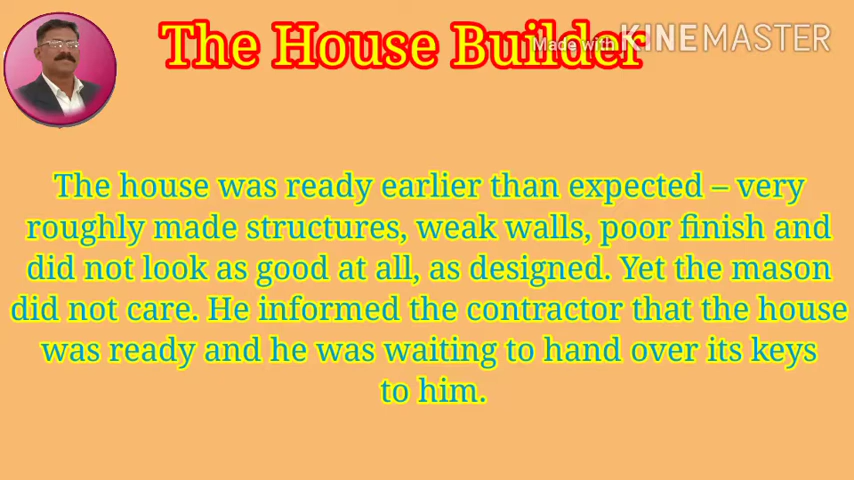 The House Builder
Made with KINEMASTER
The house was ready earlier than expected – very
roughly made structures, weak walls, poor finish and
did not look as good at all, as designed. Yet the mason
did not care. He informed the contractor that the house
was ready and he was waiting to hand over its keys
to him.